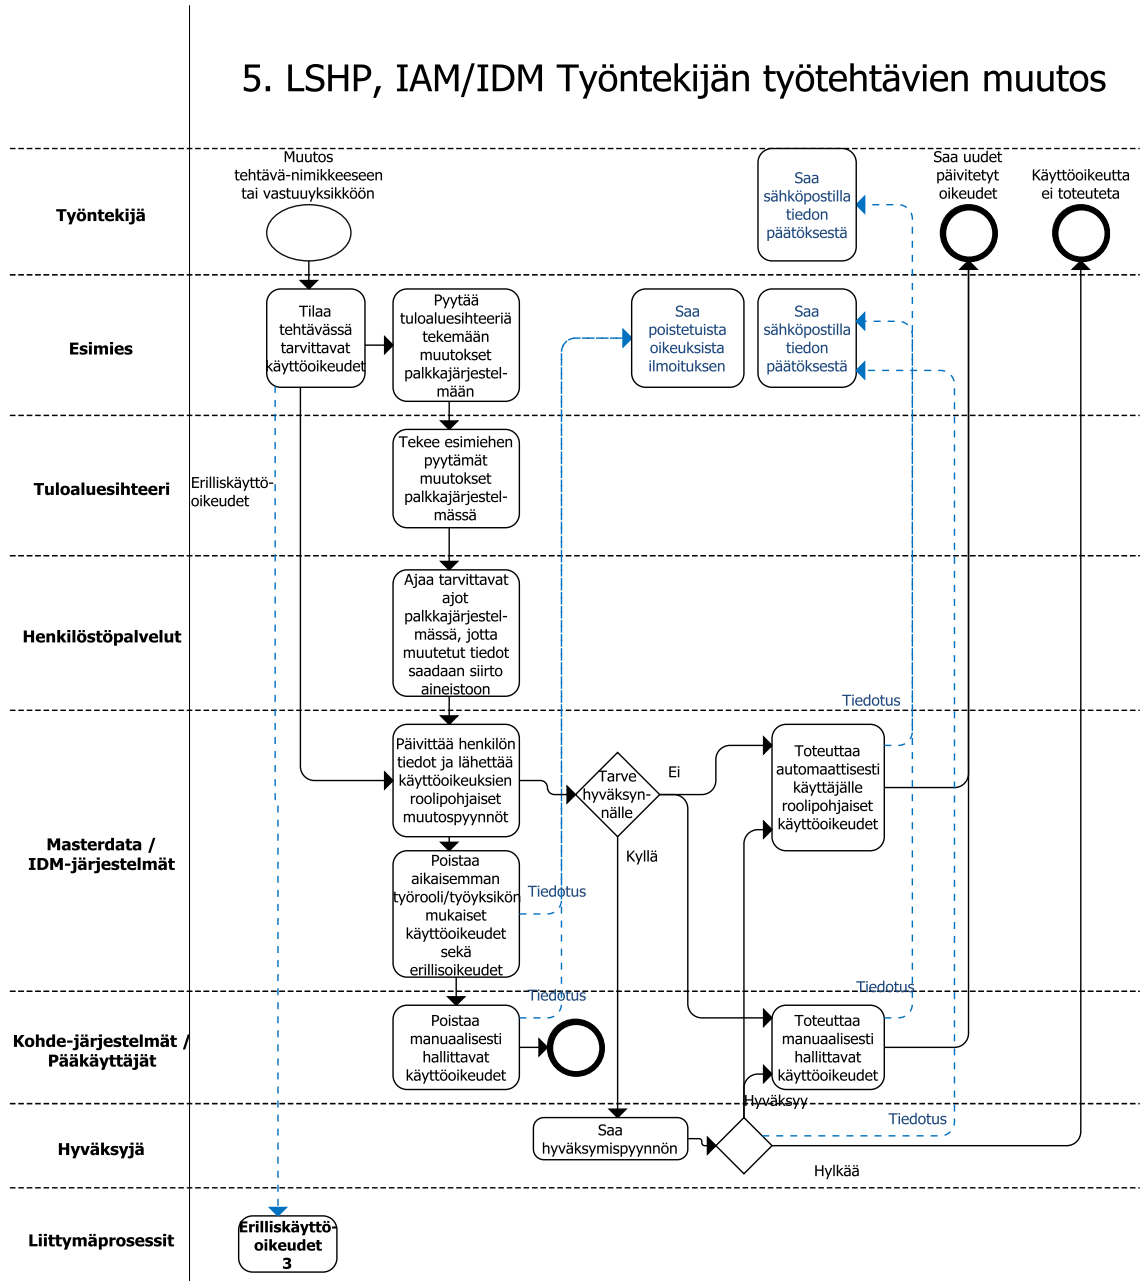 5. LSHP, IAM/IDM Työntekijän työtehtävien muutos
Työntekijä
Muutos
tehtävä-nimikkeeseen
tai vastuuyksikköön
Saa
sähköpostilla
tiedon
päätöksestä
Saa uudet
päivitetyt
oikeudet
Käyttöoikeutta
ei toteuteta
Esimies
Tilaa
tehtävässä
tarvittavat
käyttöoikeudet
Pyytää
tuloaluesihteeriä
tekemään
muutokset
palkkajärjestel-
mään
Saa
poistetuista
oikeuksista
ilmoituksen
Saa
sähköpostilla
tiedon
päätöksestä
Tuloaluesihteeri
Erilliskäyttö-
oikeudet
Tekee esimiehen
pyytämät
muutokset
palkkajärjestel-
mässä
Henkilöstöpalvelut
Ajaa tarvittavat
ajot
palkkajärjestel-
mässä, jotta
muutetut tiedot
saadaan siirto
aineistoon
Tiedotus
Masterdata /
IDM-järjestelmät
Päivittää henkilön
tiedot ja lähettää
käyttöoikeuksien
roolipohjaiset
muutospyynnöt
Tarve
hyväksyn-
nälle
Ei
Kyllä
Toteuttaa
automaattisesti
käyttäjälle
roolipohjaiset
käyttöoikeudet
Poistaa
aikaisemman
työrooli/työyksikön
mukaiset
käyttöoikeudet
sekä
erillisoikeudet
Tiedotus
Tiedotus
Tiedotus
Kohde-järjestelmät /
Pääkäyttäjät
Poistaa
manuaalisesti
hallittavat
käyttöoikeudet
Toteuttaa
manuaalisesti
hallittavat
käyttöoikeudet
Hyväksyy
Hyväksyjä
Saa
hyväksymispyynnön
Tiedotus
Hylkää
Liittymäprosessit
Erilliskäyttö-
oikeudet
3